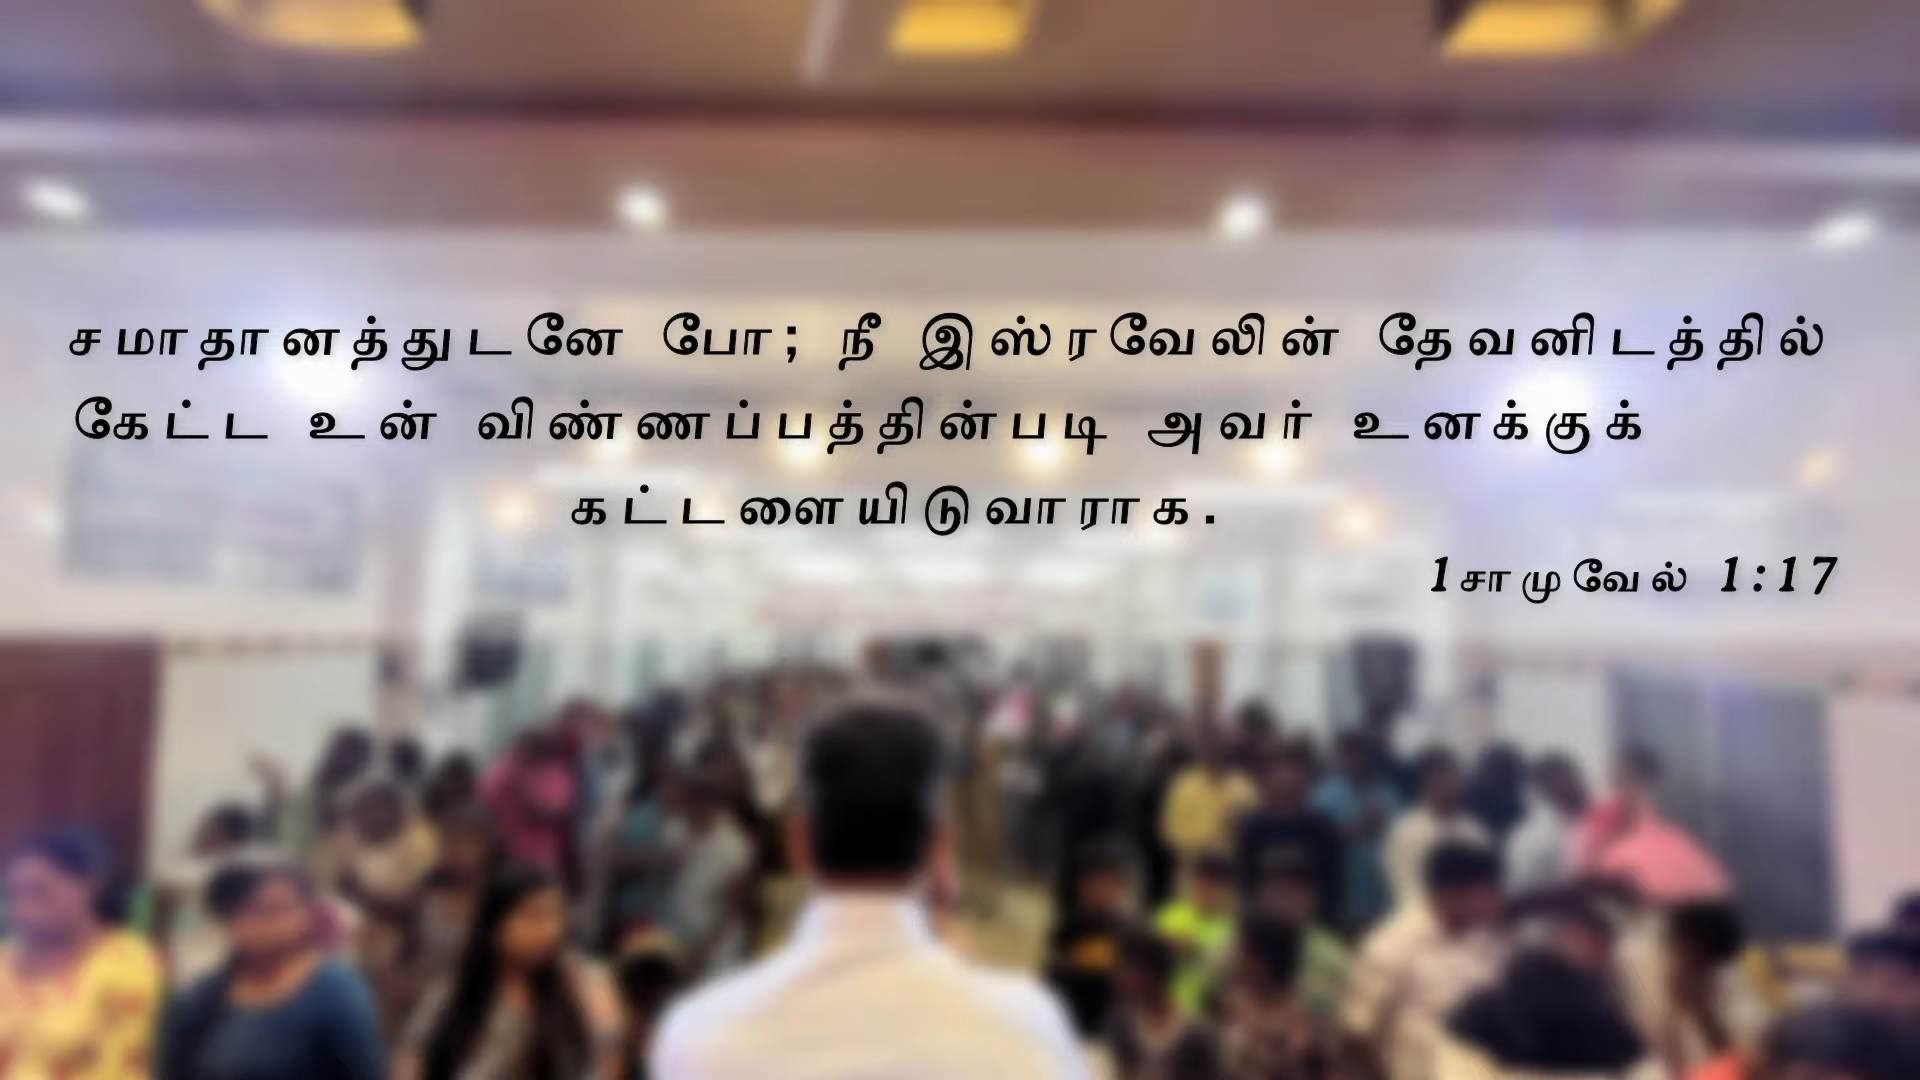 சமாதானத்துடனே போ; நீ இஸ்ரவேலின் தேவனிடத்தில்
கேட்ட உன் விண்ணப்பத்தின்படி அவர் உனக்குக்
கட்டளையிடுவாராக.
1சாமுவேல் 1:17